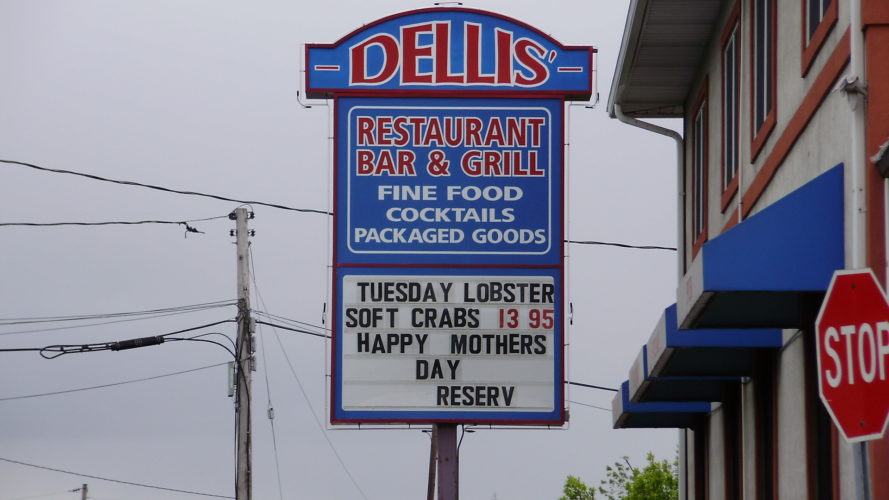 - DELLIS' -
RESTAURANT
BAR & GRILL
FINE FOOD
COCKTAILS
PACKAGED GOODS
TUESDAY LOBSTER
SOFT CRABS 13 95
HAPPY MOTHERS
DAY
RESERV
STOP